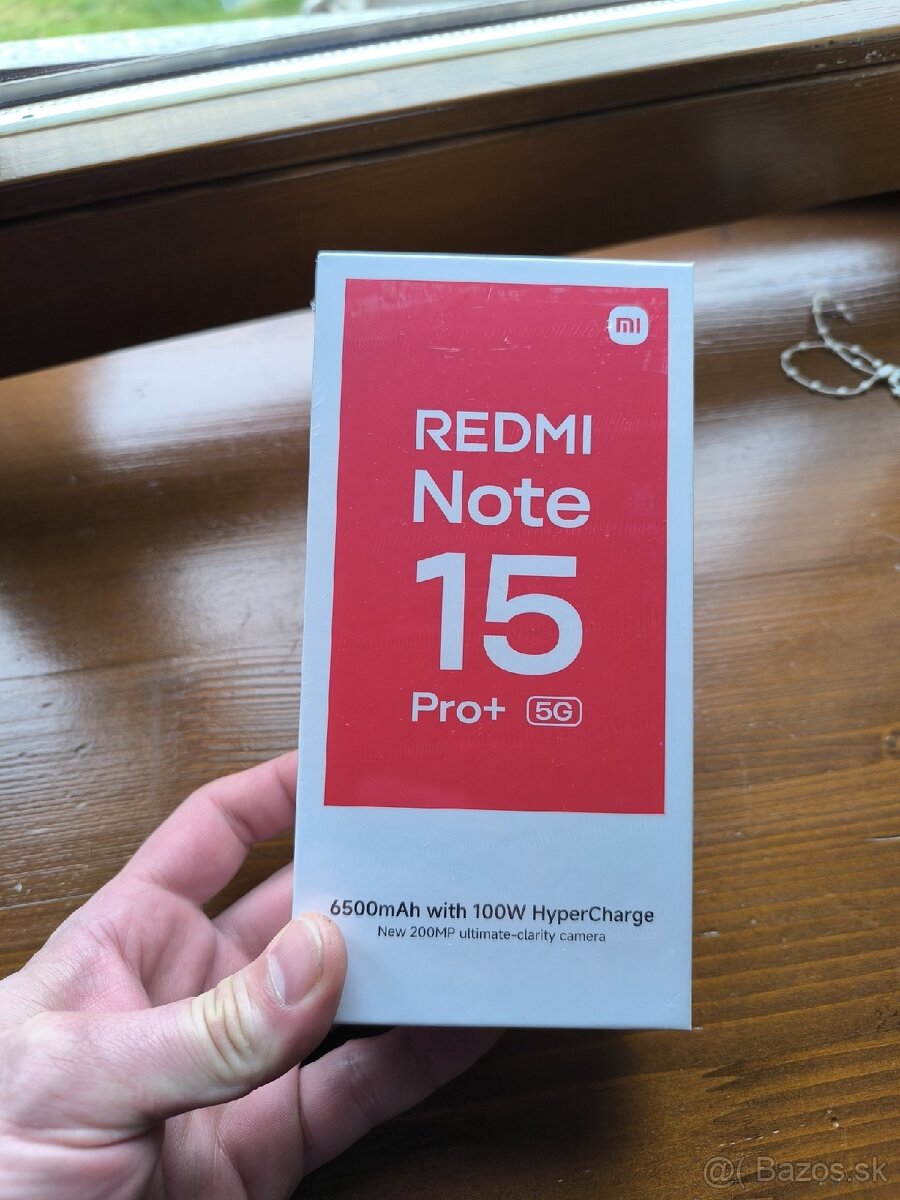 mi
REDMI
Note
15
Pro+ 5G
6500mAh with 100W HyperCharge
New 200MP ultimate-clarity camera
@( Bazos.sk